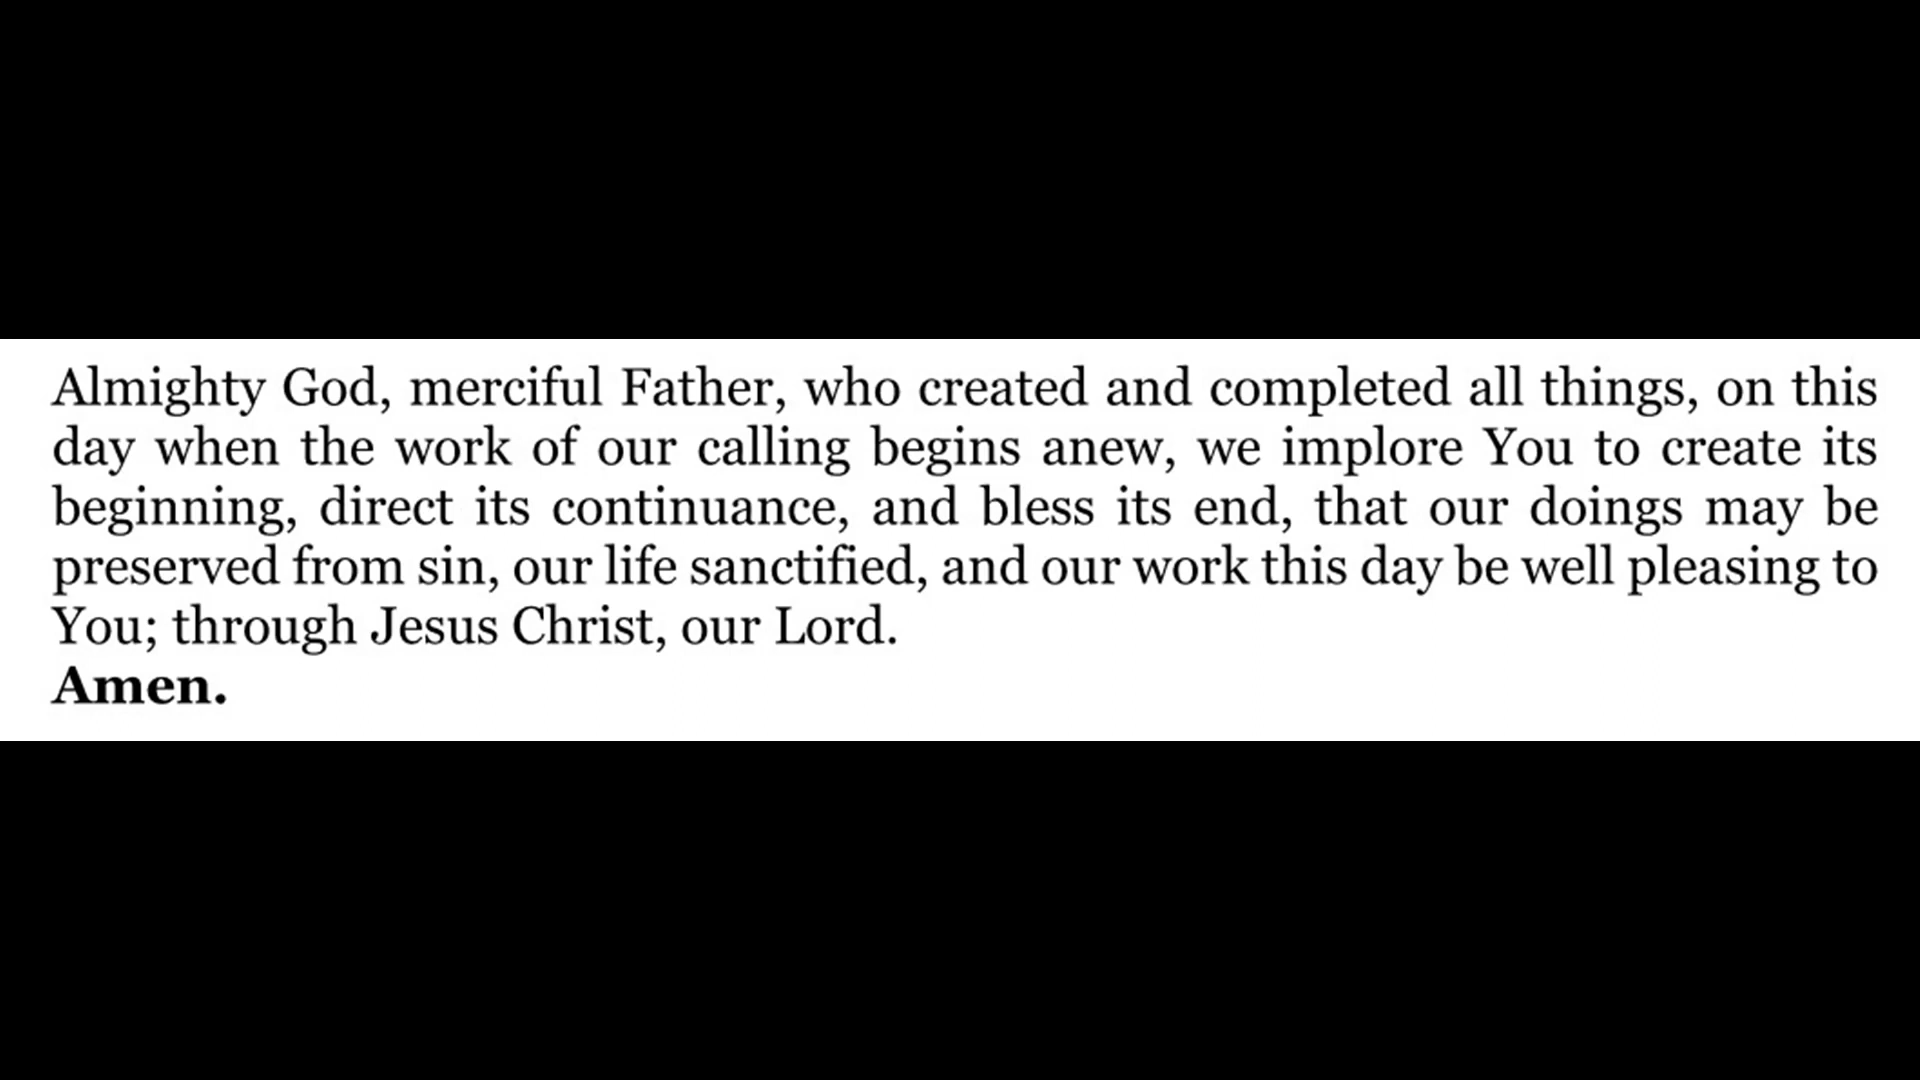 Almighty God, merciful Father, who created and completed all things, on this
day when the work of our calling begins anew, we implore You to create its
beginning, direct its continuance, and bless its end, that our doings may be
preserved from sin, our life sanctified, and our work this day be well pleasing to
You; through Jesus Christ, our Lord.
Amen.